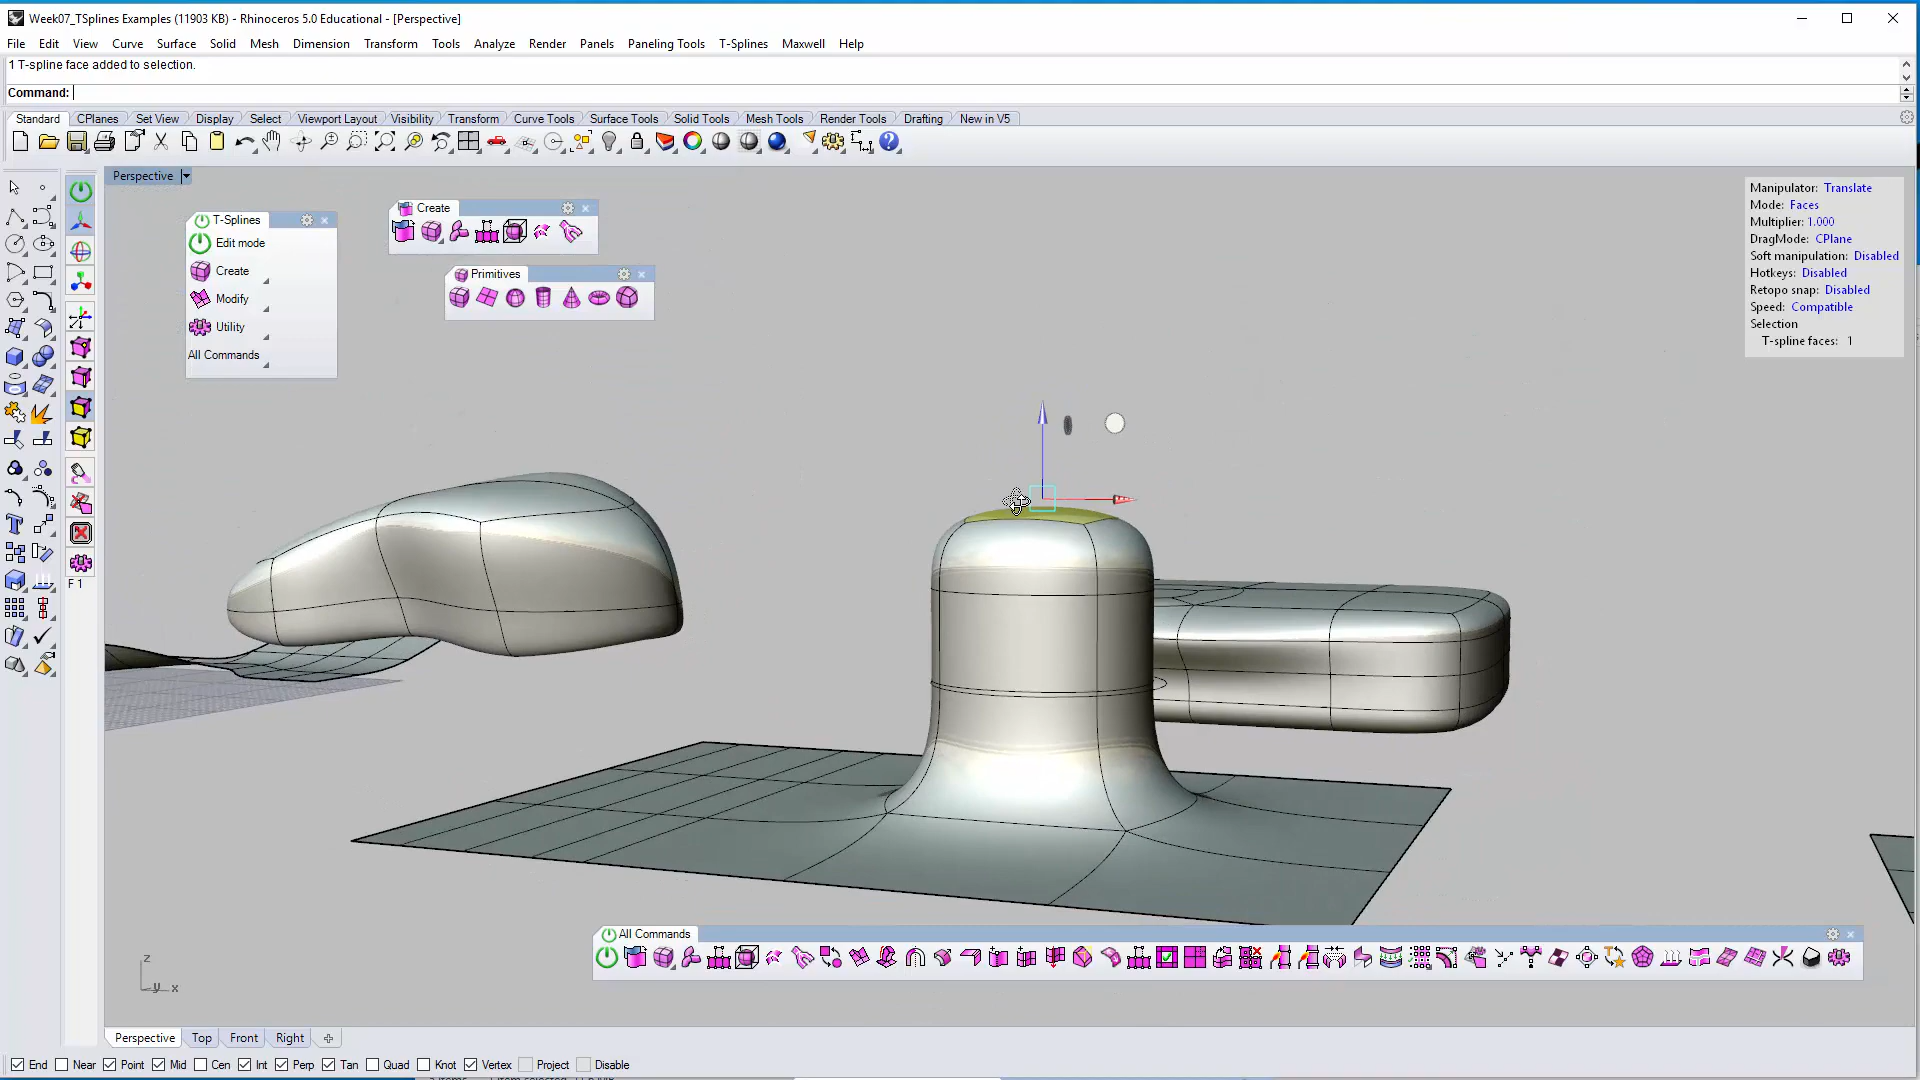 Week07_TSplines Examples (11903 KB) - Rhinoceros 5.0 Educational - [Perspective]
File Edit View Curve Surface Solid Mesh Dimension Transform Tools Analyze Render Panels Paneling Tools T-Splines Maxwell Help
1 T-spline face added to selection.
Command:
Standard CPlanes Set View Display Select Viewport Layout Visibility Transform Curve Tools Surface Tools Solid Tools Mesh Tools Render Tools Drafting New in V5
Perspective
T-Splines
Edit mode
Create
Modify
Utility
All Commands
Create
Primitives
Manipulator: Translate
Mode: Faces
Multiplier: 1.000
DragMode: CPlane
Soft manipulation: Disabled
Hotkeys: Disabled
Retopo snap: Disabled
Speed: Compatible
Selection
T-spline faces: 1
F 1
All Commands
z
y x
Perspective Top Front Right
End Near Point Mid Cen Int Perp Tan Quad Knot Vertex Project Disable